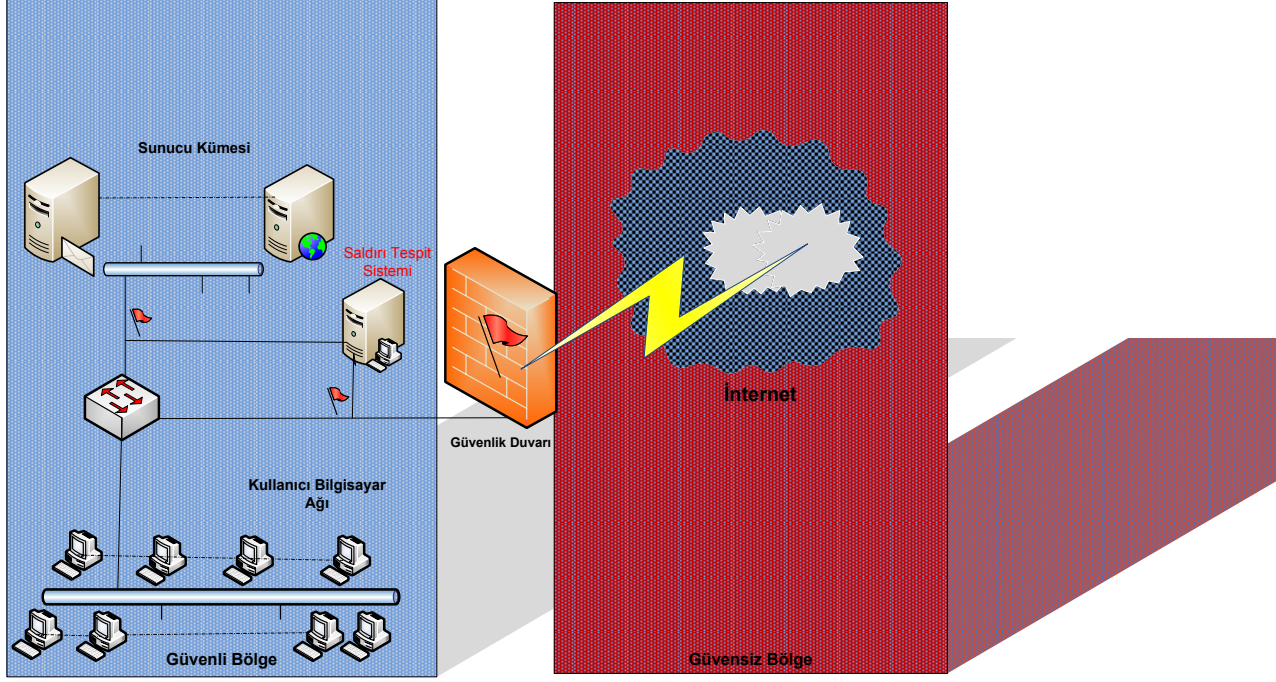 Sunucu Kümesi
Saldırı Tespit
Sistemi
İnternet
Güvenlik Duvarı
Kullanıcı Bilgisayar
Ağı
Güvenli Bölge
Güvensiz Bölge